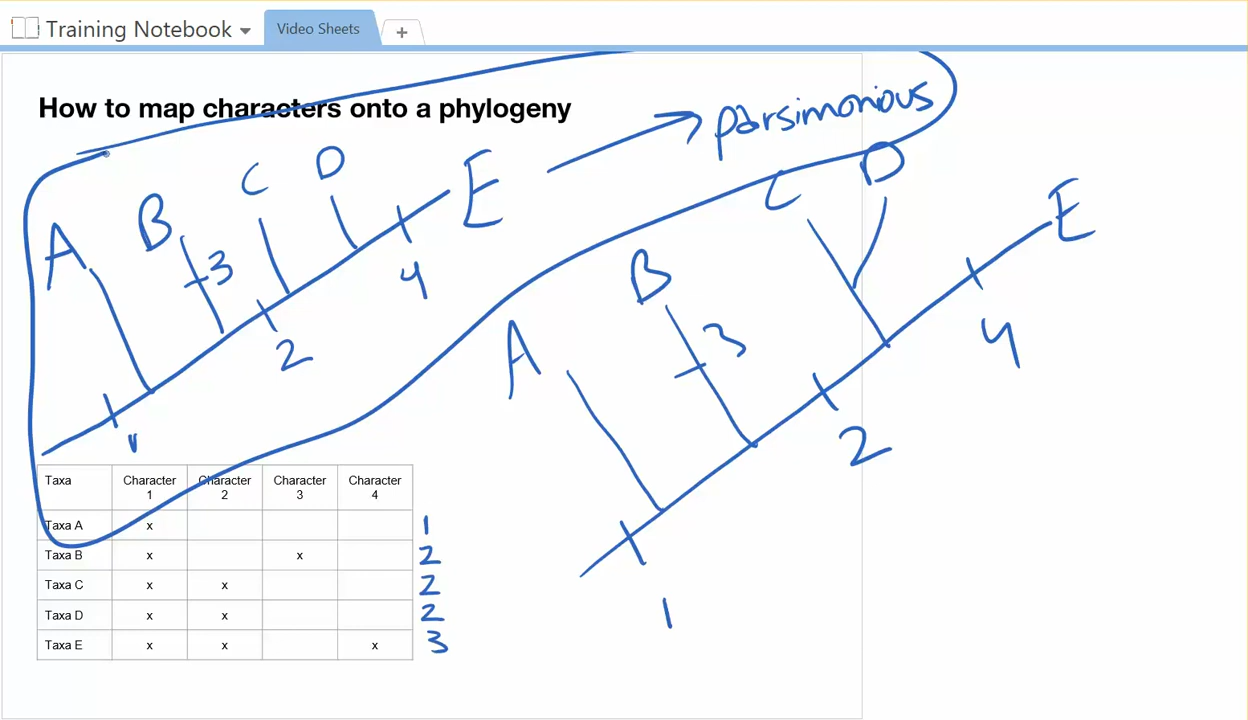 Training Notebook
Video Sheets
+
How to map characters onto a phylogeny
parsimonious
A B C D E
1 3 2 4
A B C D E
1 3 2 4
Taxa Character 1 Character 2 Character 3 Character 4
Taxa A x 1
Taxa B x x 2
Taxa C x x 2
Taxa D x x 2
Taxa E x x x 3